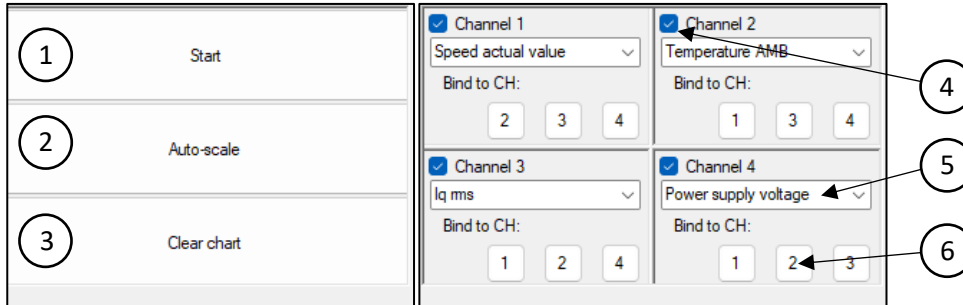 1
Start
2
Auto-scale
3
Clear chart
Channel 1
Speed actual value
Bind to CH:
2 3 4
Channel 2
Temperature AMB
Bind to CH:
1 3 4
Channel 3
Iq rms
Bind to CH:
1 2 4
Channel 4
Power supply voltage
Bind to CH:
1 2 3
4
5
6